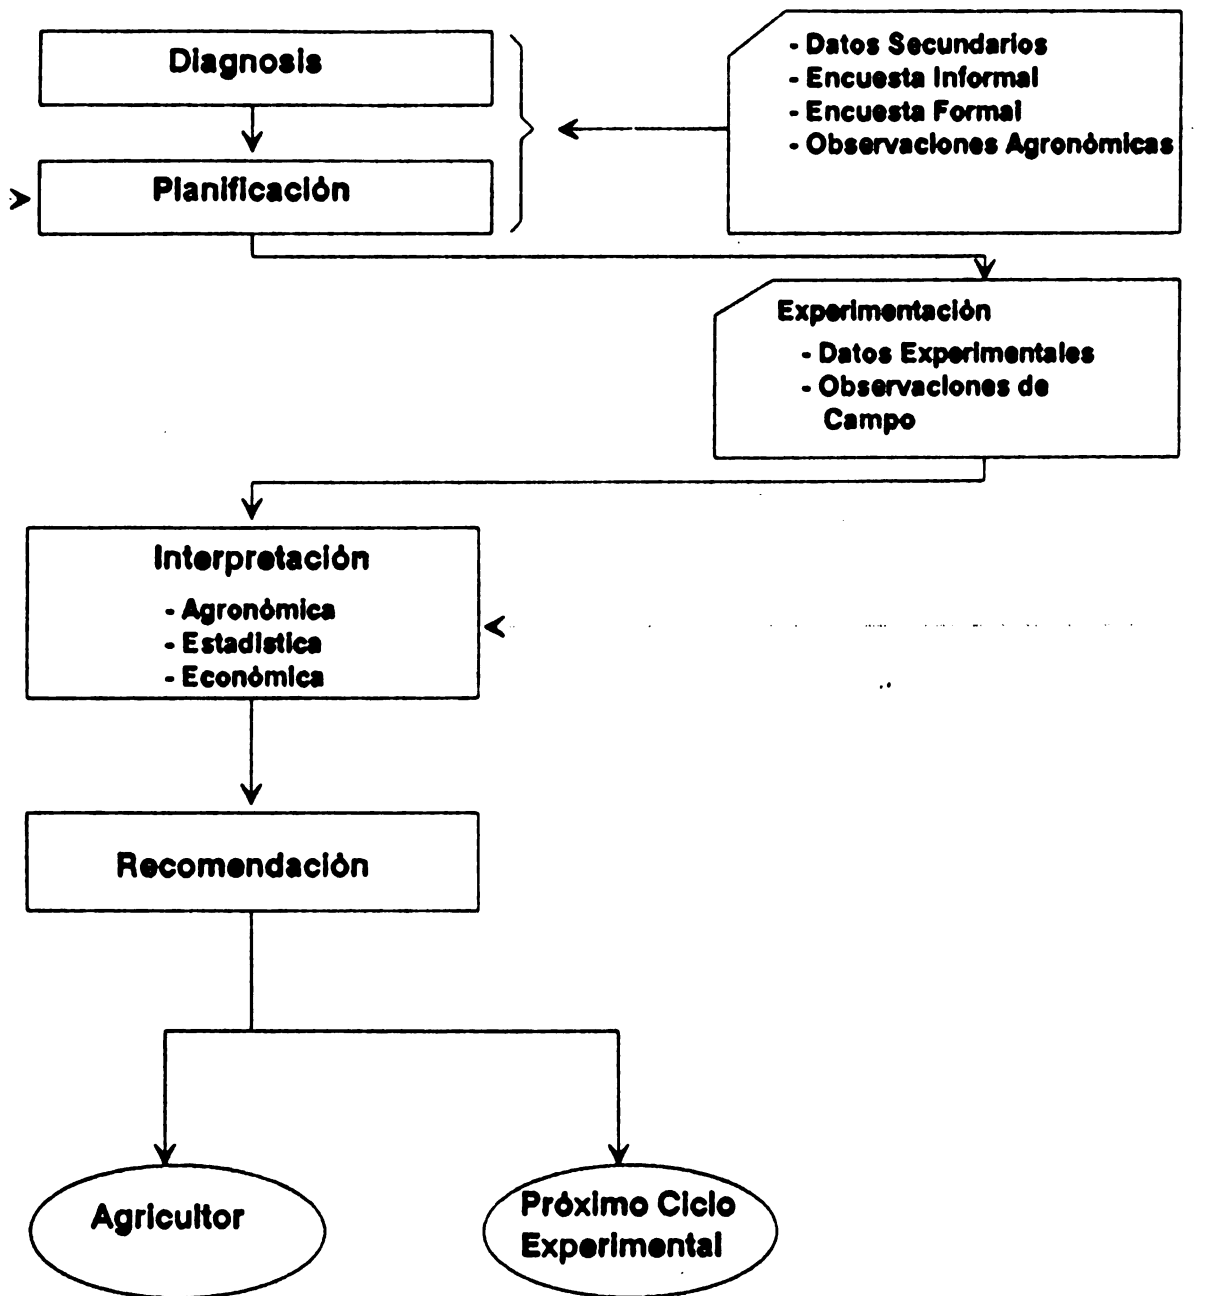 Diagnosis
Planificación
- Datos Secundarios
- Encuesta Informal
- Encuesta Formal
- Observaciones Agronómicas
Experimentación
- Datos Experimentales
- Observaciones de
Campo
Interpretación
- Agronómica
- Estadística
- Económica
Recomendación
Agricultor
Próximo Ciclo
Experimental